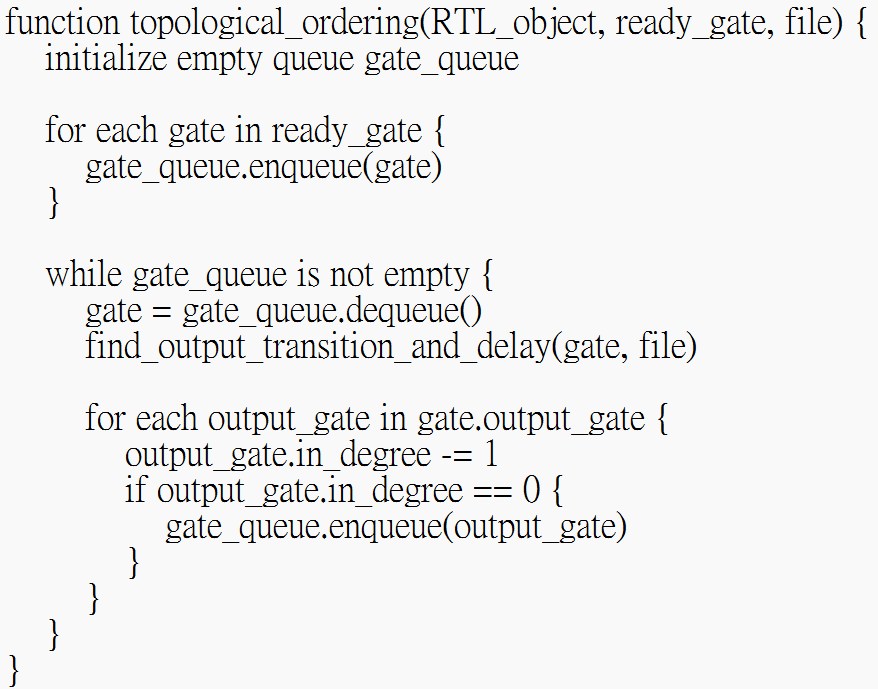 function topological_ordering(RTL_object, ready_gate, file) {
    initialize empty queue gate_queue

    for each gate in ready_gate {
        gate_queue.enqueue(gate)
    }

    while gate_queue is not empty {
        gate = gate_queue.dequeue()
        find_output_transition_and_delay(gate, file)

        for each output_gate in gate.output_gate {
            output_gate.in_degree -= 1
            if output_gate.in_degree == 0 {
                gate_queue.enqueue(output_gate)
            }
        }
    }
}